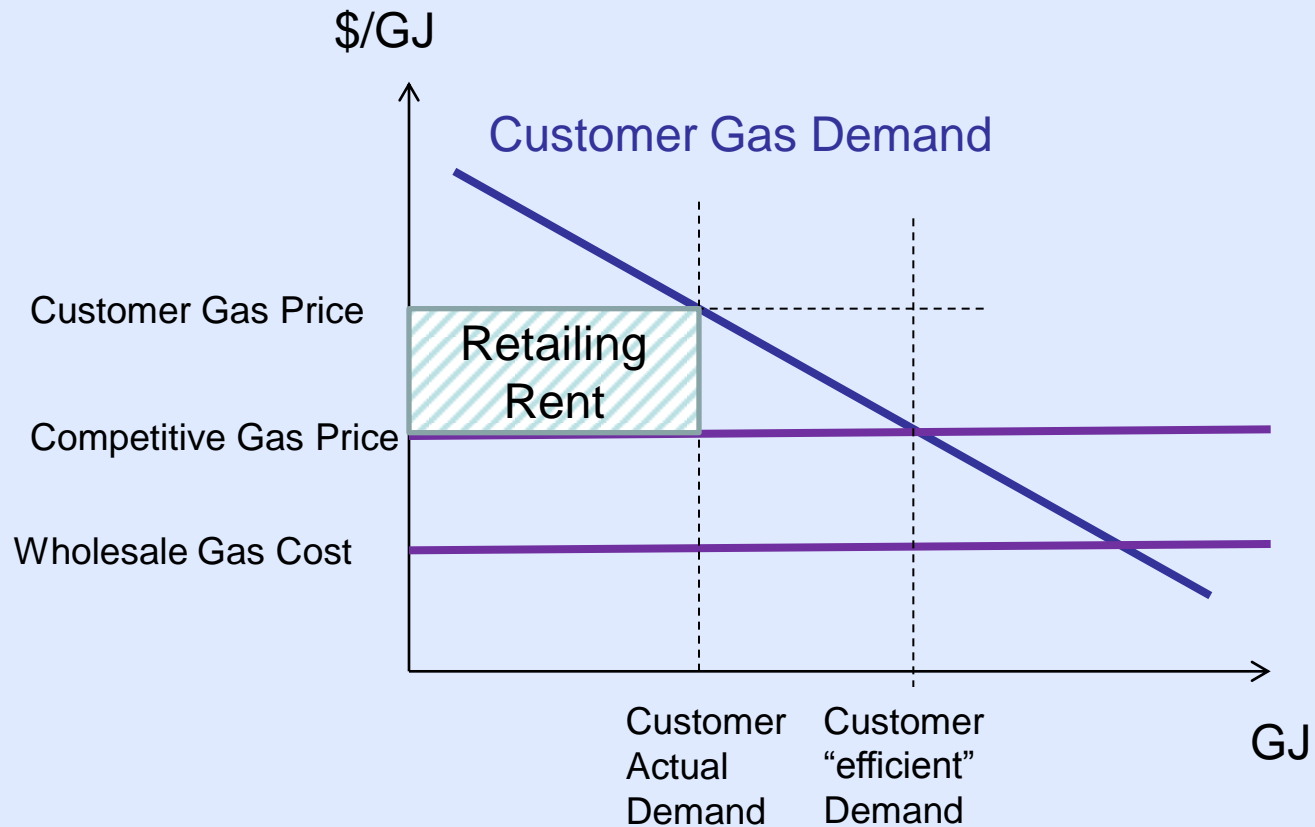 $/GJ
Customer Gas Demand
Customer Gas Price
Retailing
Rent
Competitive Gas Price
Wholesale Gas Cost
Customer
Actual
Demand
Customer
“efficient”
Demand
GJ